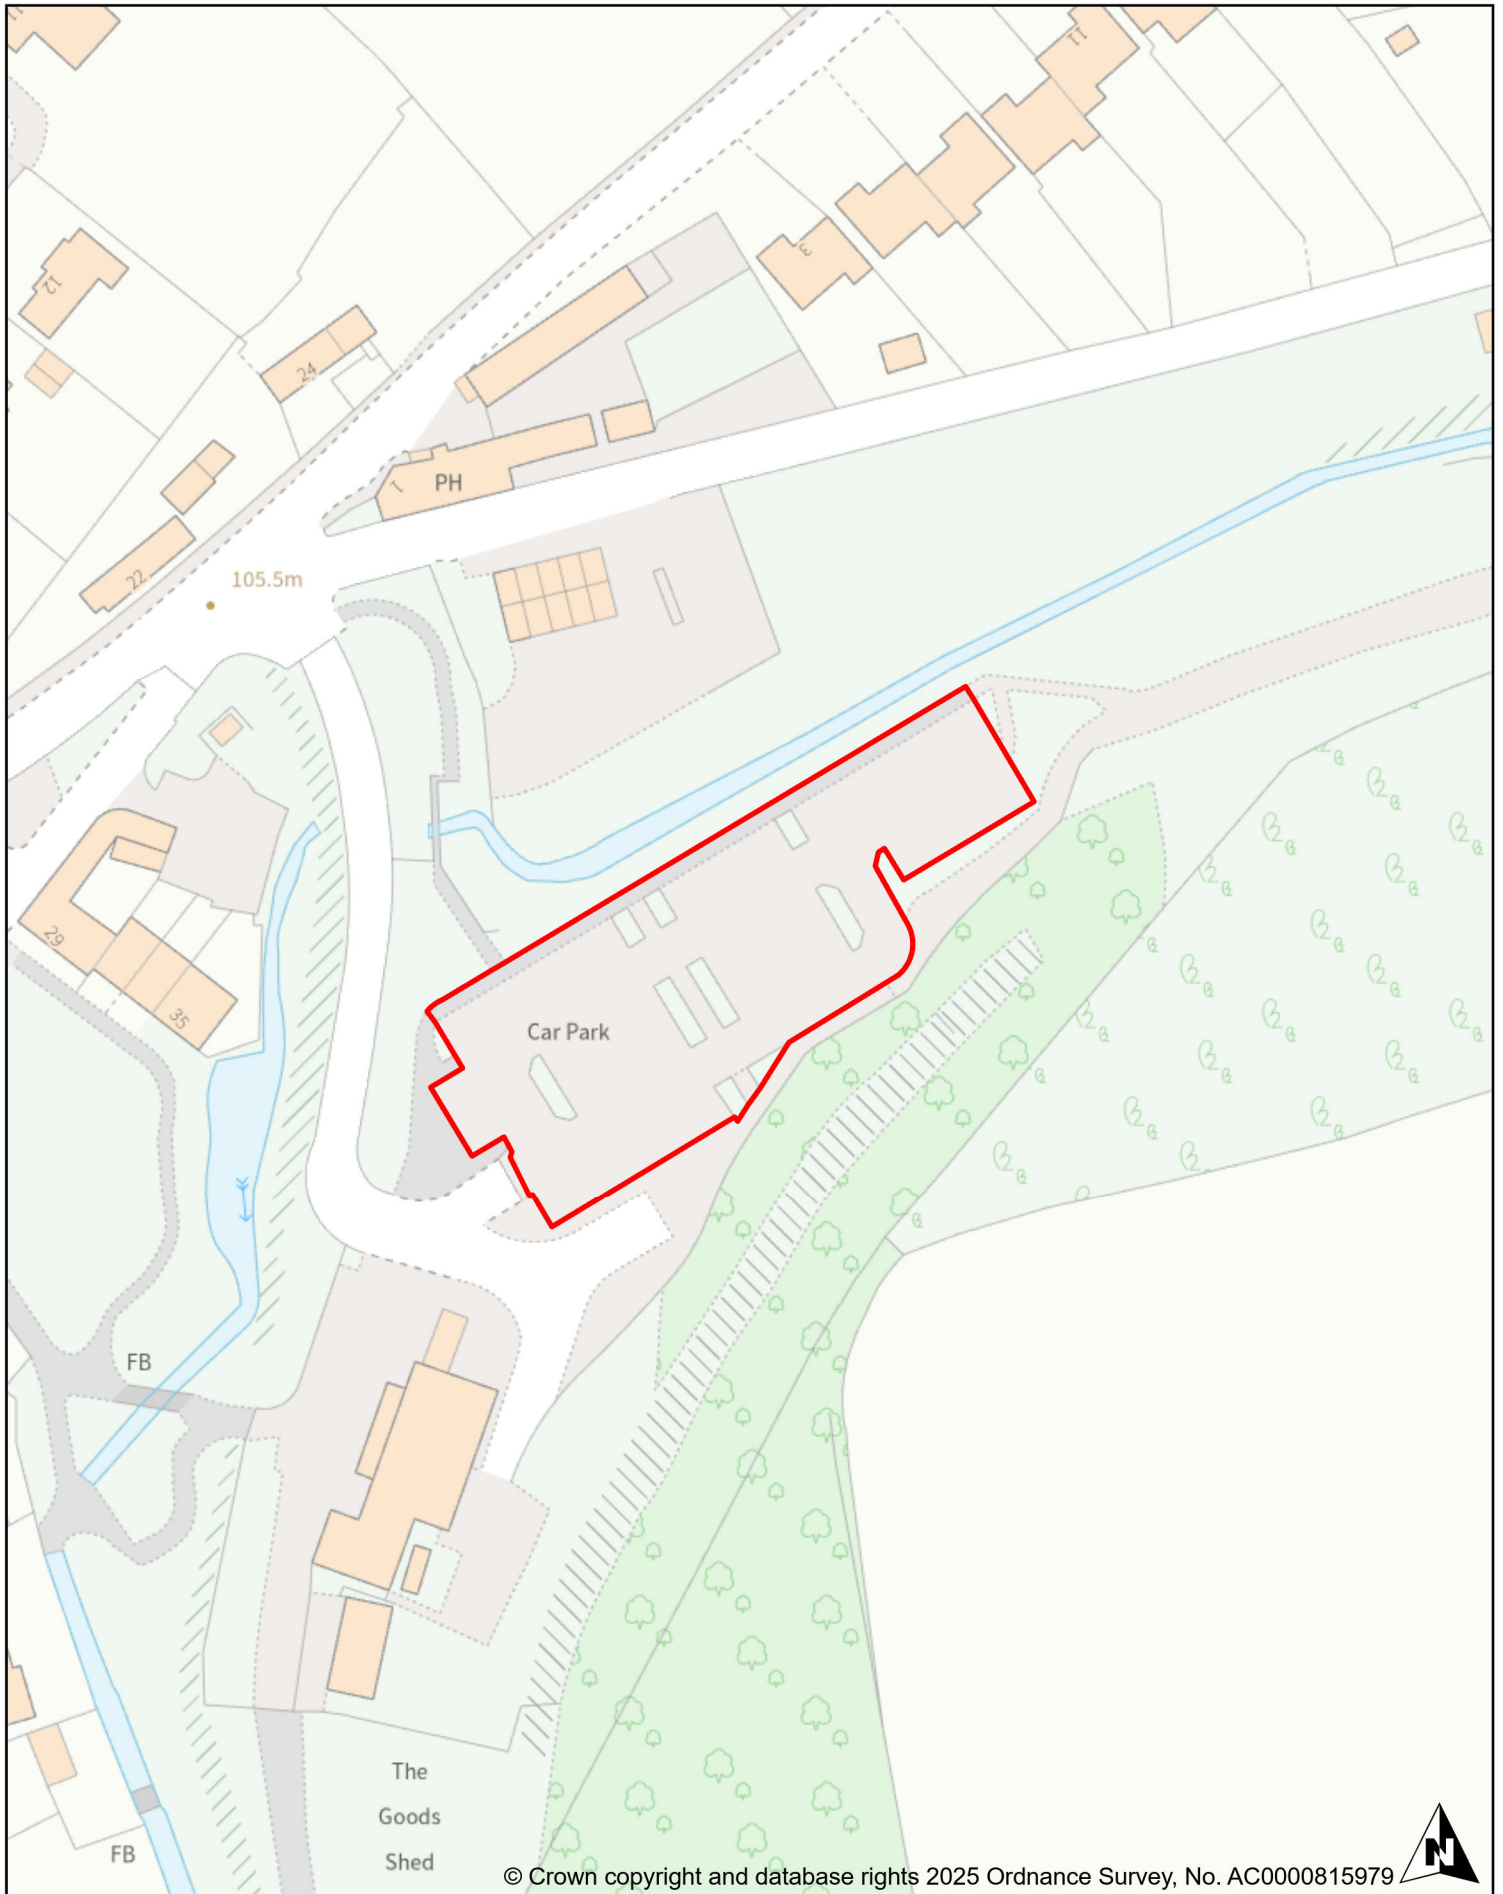 11
3
12
24
PH
1
22
105.5m
29
35
Car Park
FB
The
Goods
Shed
FB
© Crown copyright and database rights 2025 Ordnance Survey, No. AC0000815979
N